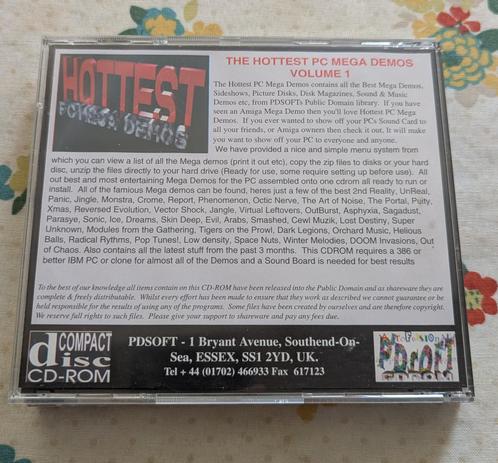 HOTTEST
PC MEGA DEMOS
THE HOTTEST PC MEGA DEMOS
VOLUME 1
The Hottest PC Mega Demos contains all the Best Mega Demos,
Sideshows, Picture Disks, Disk Magazines, Sound & Music
Demos etc, from PDSOFTs Public Domain library. If you have
seen an Amiga Mega Demo then you'll love Hottest PC Mega
Demos. If you ever wanted to show off your PCs Sound Card to
all your friends, or Amiga owners then check it out, It will make
you want to show off your PC to everyone and anyone.
We have provided a nice and simple menu system from
which you can view a list of all the Mega demos (print it out etc), copy the zip files to disks or your hard
disc, unzip the files directly to your hard drive (Ready for use, some require setting up before use). All
out best and most entertaining Mega Demos for the PC assembled onto one cdrom all ready to run or
install. All of the famous Mega demos can be found, heres just a few of the best 2nd Reality, UnReal,
Panic, Jingle, Monstra, Crome, Report, Phenomenon, Octic Nerve, The Art of Noise, The Portal, Pujty,
Xmas, Reversed Evolution, Vector Shock, Jangle, Virtual Leftovers, OutBurst, Asphyxia, Sagadust,
Parasye, Sonic, Ice, Dreams, Skin Deep, Evil, Arabs, Smashed, Cewl Muzik, Lost Destiny, Super
Unknown, Modules from the Gathering, Tigers on the Prowl, Dark Legions, Orchard Music, Helious
Balls, Radical Rythms, Pop Tunes!, Low density, Space Nuts, Winter Melodies, DOOM Invasions, Out
of Chaos. Also contains all the latest stuff from the past 3 months. This CDROM requires a 386 or
better IBM PC or clone for almost all of the Demos and a Sound Board is needed for best results
To the best of our knowledge all items contain on this CD-ROM have been released into the Public Domain and as shareware they are
complete & freely distributable. Whilst every effort has been made to ensure that they work as described we cannot guarantee or be
held responsible for the results of using any of the programs. Some files have been created by ourselves and are therefore copyright.
We reserve full rights to such files. Please give your support to shareware and pay any fees due.
COMPACT
disc
CD-ROM
PDSOFT - 1 Bryant Avenue, Southend-On-
Sea, ESSEX, SS1 2YD, UK.
Tel + 44 (01702) 466933 Fax 617123
PDSOFT